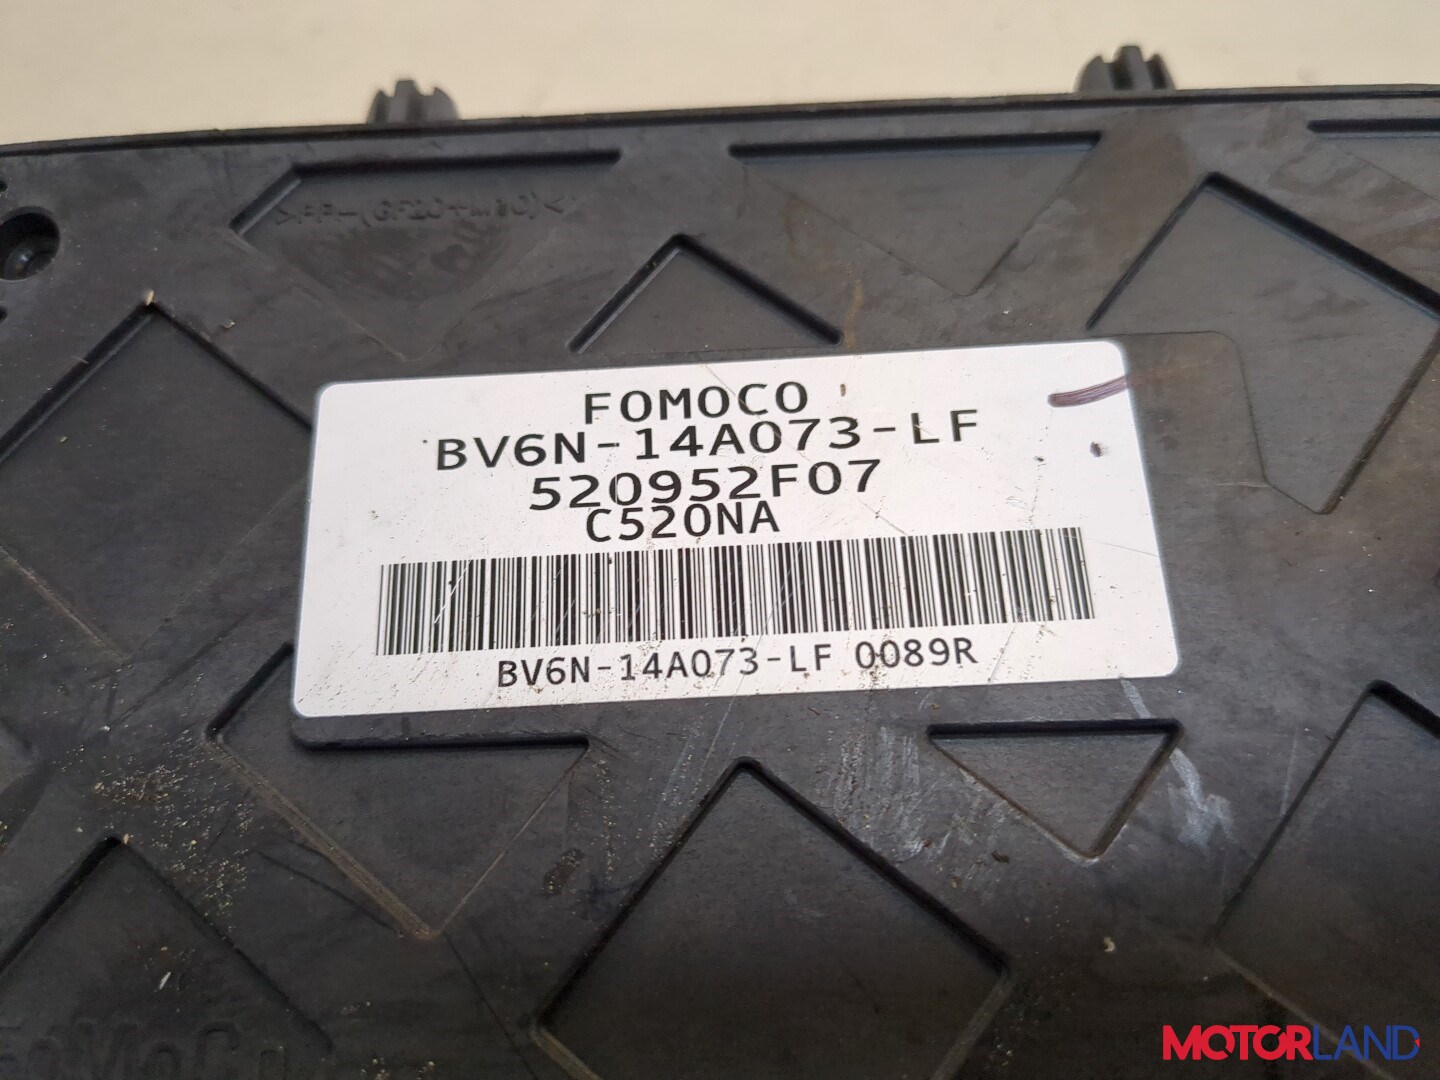 FOMOCO
BV6N-14A073-LF
520952F07
C520NA
BV6N-14A073-LF 0089R
MOTORLAND